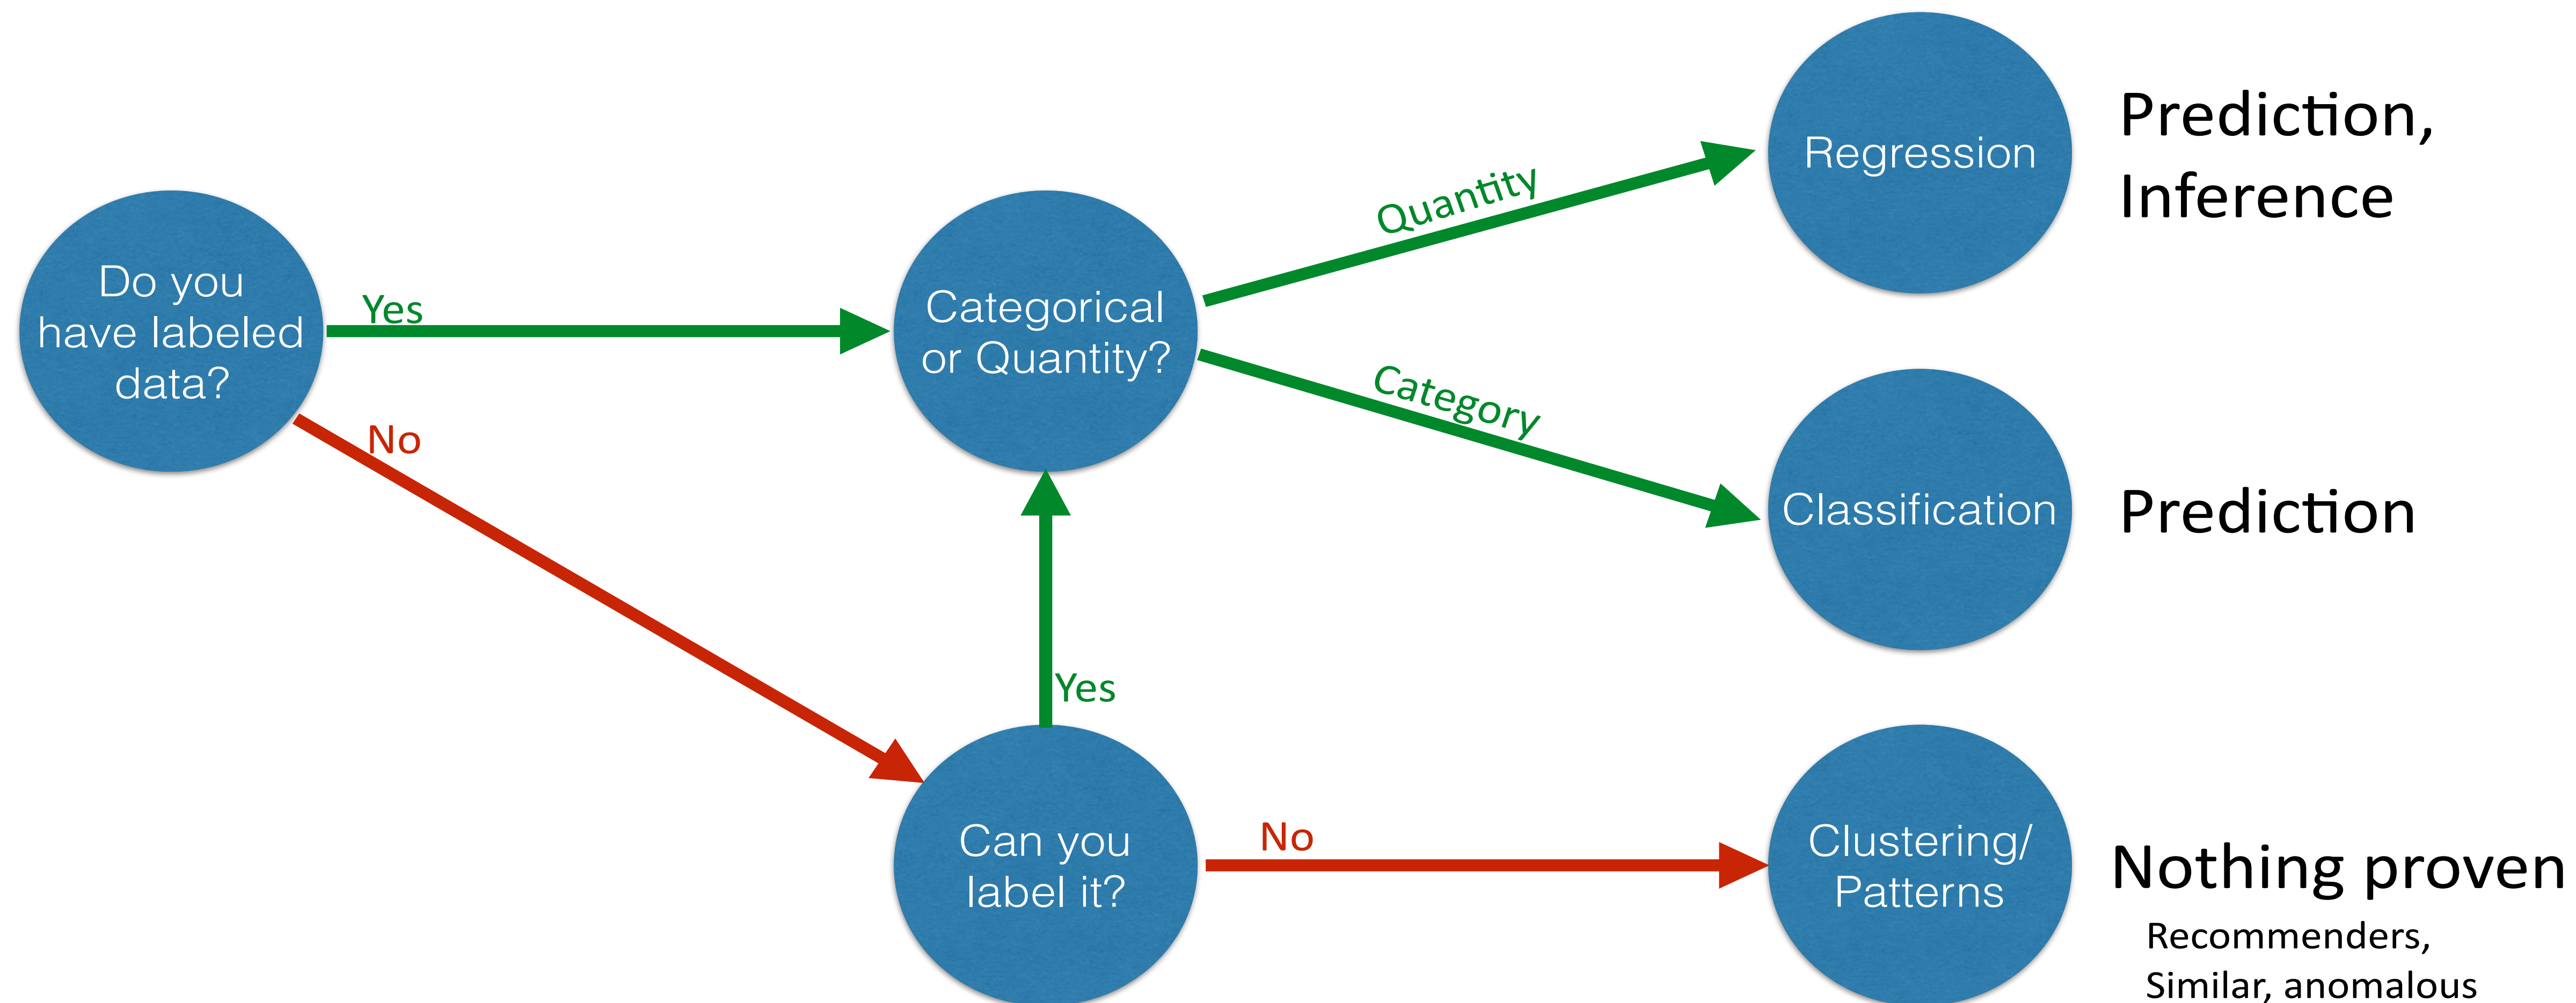 Do you
have labeled
data?
Yes
No
Categorical
or Quantity?
Quantity
Category
Regression
Prediction,
Inference
Classification
Prediction
Yes
Can you
label it?
No
Clustering/
Patterns
Nothing proven
Recommenders,
Similar, anomalous